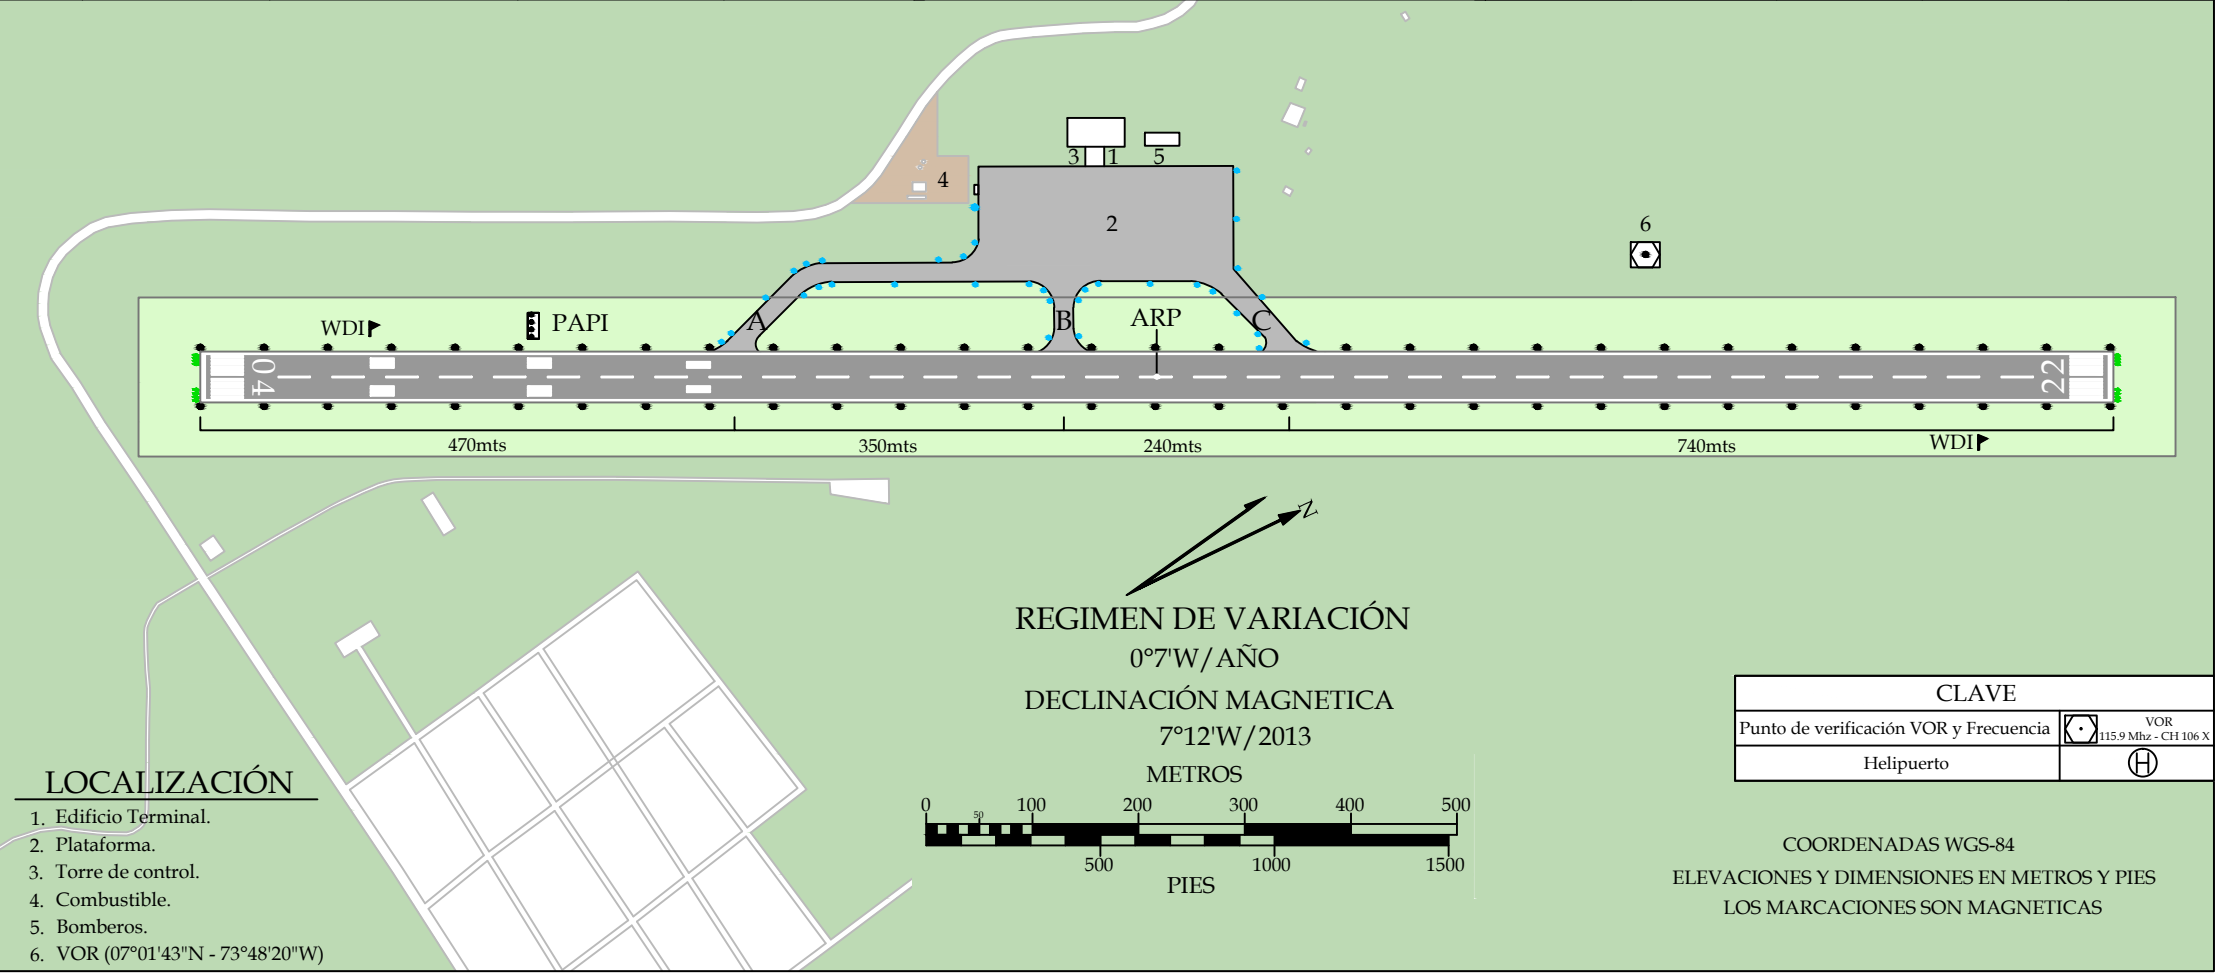 3
1
5
4
2
6
WDI
PAPI
A
B
ARP
C
04
22
470mts
350mts
240mts
740mts
WDI
N
REGIMEN DE VARIACIÓN
0°7'W/AÑO
DECLINACIÓN MAGNETICA
7°12'W/2013
METROS
0
50
100
200
300
400
500
500
1000
1500
PIES
LOCALIZACIÓN
1. Edificio Terminal.
2. Plataforma.
3. Torre de control.
4. Combustible.
5. Bomberos.
6. VOR (07°01'43"N - 73°48'20"W)
CLAVE
Punto de verificación VOR y Frecuencia
VOR
115.9 Mhz - CH 106 X
Helipuerto
H
COORDENADAS WGS-84
ELEVACIONES Y DIMENSIONES EN METROS Y PIES
LOS MARCACIONES SON MAGNETICAS